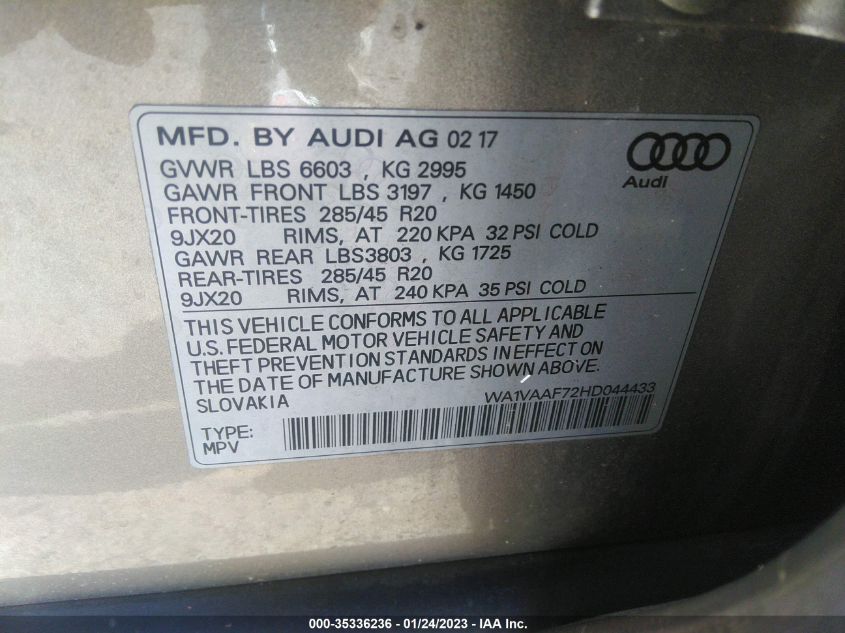 MFD. BY AUDI AG 02 17
GVWR LBS 6603 , KG 2995
GAWR FRONT LBS 3197 , KG 1450
FRONT-TIRES 285/45 R20
9JX20 RIMS, AT 220 KPA 32 PSI COLD
GAWR REAR LBS3803 , KG 1725
REAR-TIRES 285/45 R20
9JX20 RIMS, AT 240 KPA 35 PSI COLD
Audi
THIS VEHICLE CONFORMS TO ALL APPLICABLE
U.S. FEDERAL MOTOR VEHICLE SAFETY AND
THEFT PREVENTION STANDARDS IN EFFECT ON
THE DATE OF MANUFACTURE SHOWN ABOVE.
SLOVAKIA WA1VAAF72HD044433
TYPE:
MPV
000-35336236 - 01/24/2023 - IAA Inc.